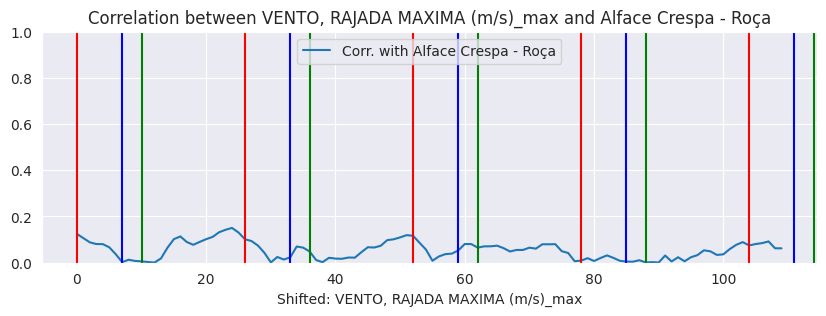 Correlation between VENTO, RAJADA MAXIMA (m/s)_max and Alface Crespa - Roça
1.0
0.8
0.6
0.4
0.2
0.0
Corr. with Alface Crespa - Roça
0 20 40 60 80 100
Shifted: VENTO, RAJADA MAXIMA (m/s)_max